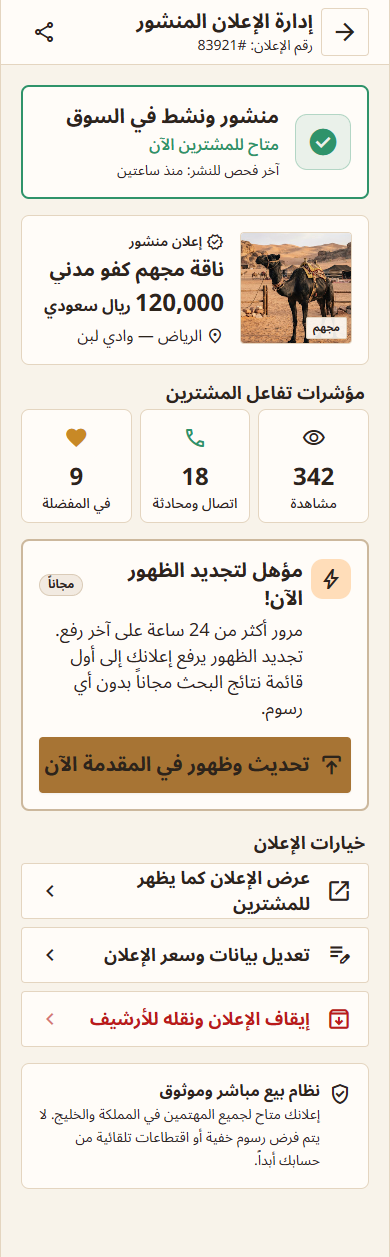 إدارة الإعلان المنشور
رقم الإعلان: #83921
منشور ونشط في السوق
متاح للمشترين الآن
آخر فحص للنشر: منذ ساعتين
إعلان منشور
ناقة مجهم كفو مدني
120,000 ريال سعودي
الرياض — وادي لبن
مجهم
مؤشرات تفاعل المشترين
342
مشاهدة
18
اتصال ومحادثة
9
في المفضلة
مؤهل لتجديد الظهور
الآن!
مجاناً
مرور أكثر من 24 ساعة على آخر رفع.
تجديد الظهور يرفع إعلانك إلى أول
قائمة نتائج البحث مجاناً بدون أي
رسوم.
تحديث وظهور في المقدمة الآن
خيارات الإعلان
عرض الإعلان كما يظهر
للمشترين
تعديل بيانات وسعر الإعلان
إيقاف الإعلان ونقله للأرشيف
نظام بيع مباشر وموثوق
إعلانك متاح لجميع المهتمين في المملكة والخليج. لا
يتم فرض رسوم خفية أو اقتطاعات تلقائية من
حسابك أبداً.